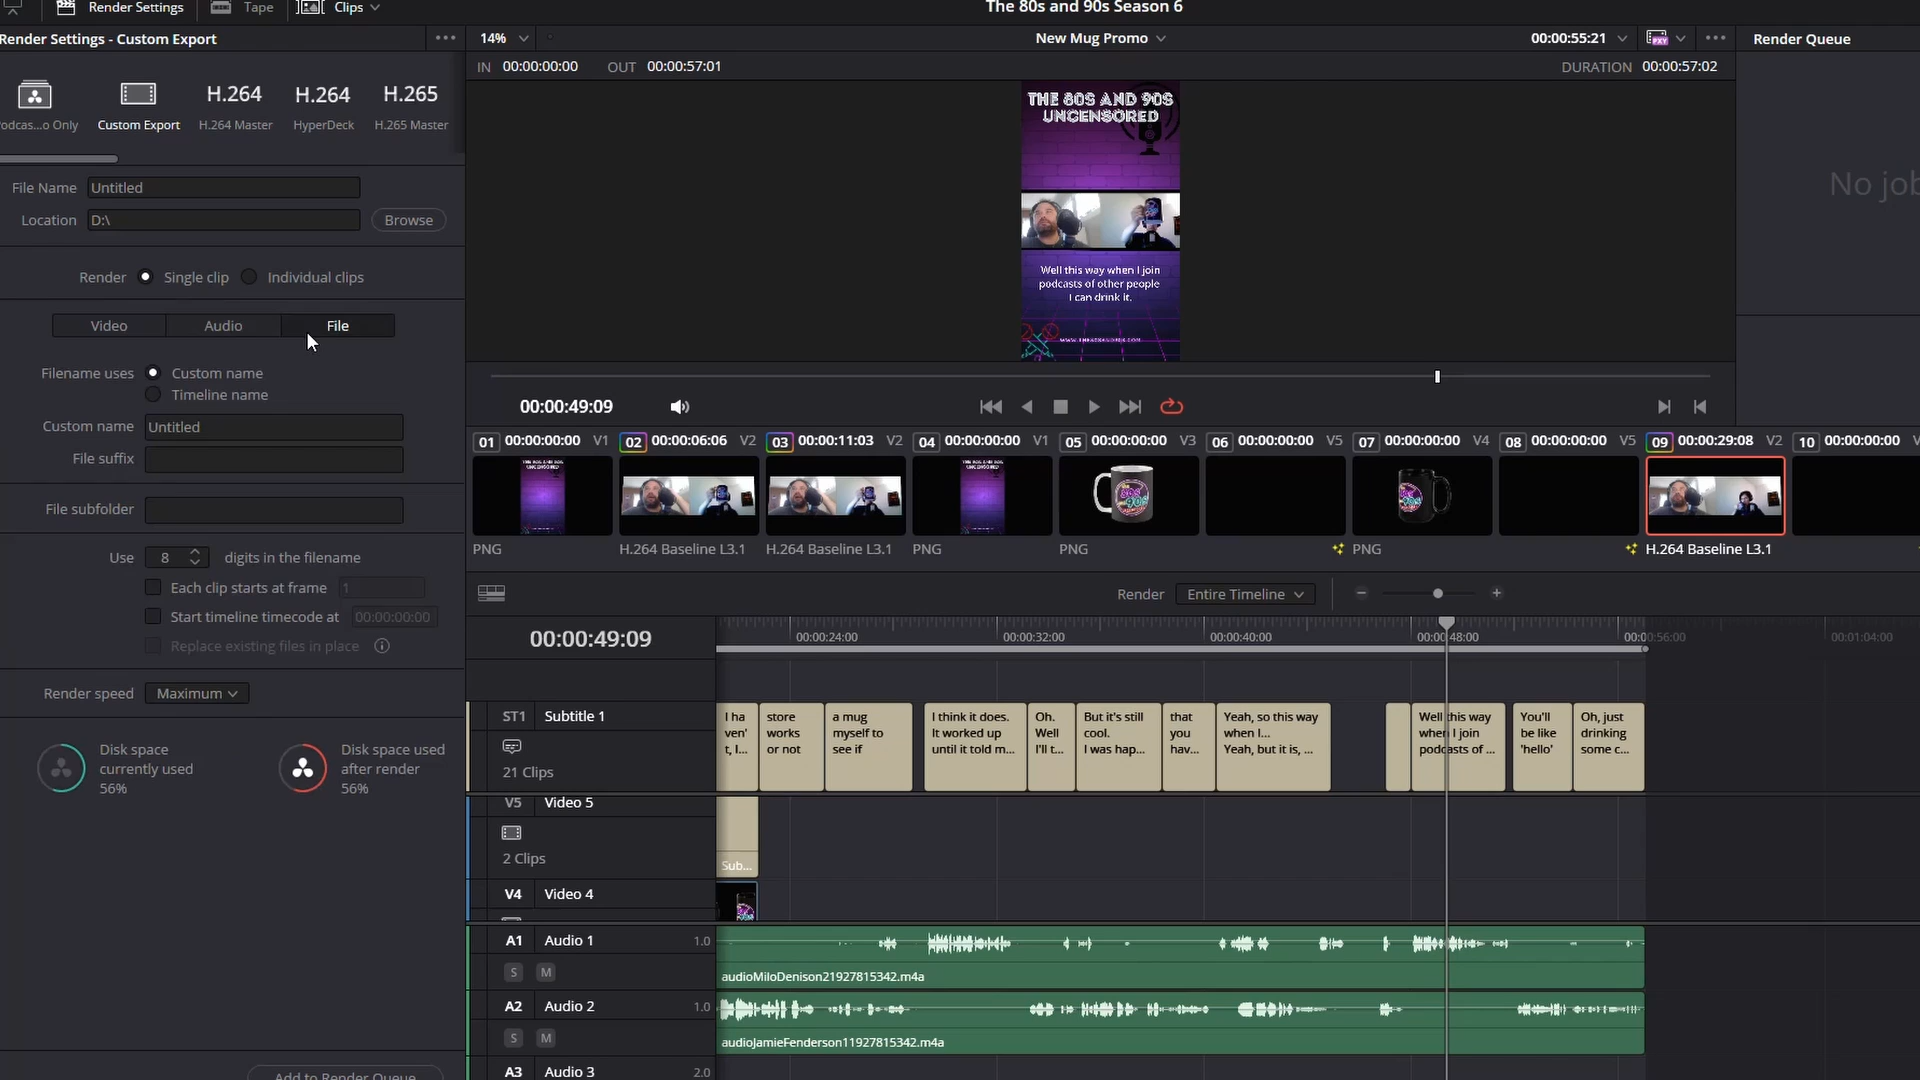 Render Settings
Tape
Clips
The 80s and 90s Season 6
Render Settings - Custom Export
14%
New Mug Promo
00:00:55:21
Render Queue
IN 00:00:00:00 OUT 00:00:57:01
DURATION 00:00:57:02
H.264
H.264
H.265
odcas...o Only
Custom Export
H.264 Master
HyperDeck
H.265 Master
THE 80S AND 90S
UNCENSORED
Well this way when I join
podcasts of other people
I can drink it.
No job
File Name Untitled
Location D:\
Browse
Render Single clip Individual clips
Video
Audio
File
Filename uses Custom name
Timeline name
Custom name Untitled
File suffix
File subfolder
Use 8 digits in the filename
Each clip starts at frame 1
Start timeline timecode at 00:00:00:00
Replace existing files in place
Render speed Maximum
Disk space
currently used
56%
Disk space used
after render
56%
Add to Render Queue
00:00:49:09
01 00:00:00:00 V1
02 00:00:06:06 V2
03 00:00:11:03 V2
04 00:00:00:00 V1
05 00:00:00:00 V3
06 00:00:00:00 V5
07 00:00:00:00 V4
08 00:00:00:00 V5
09 00:00:29:08 V2
10 00:00:00:00
THE 80S AND 90S
UNCENSORED
THE 80S AND 90S
UNCENSORED
PNG
H.264 Baseline L3.1
H.264 Baseline L3.1
PNG
PNG
PNG
H.264 Baseline L3.1
Render Entire Timeline
00:00:49:09
00:00:24:00
00:00:32:00
00:00:40:00
00:00:48:00
00:00:56:00
00:01:04:00
ST1 Subtitle 1
21 Clips
I ha
ven'
t, I...
store
works
or not
a mug
myself to
see if
I think it does.
It worked up
until it told m...
Oh.
Well
I'll t...
But it's still
cool.
I was hap...
that
you
hav...
Yeah, so this way
when I...
Yeah, but it is, ...
Well this way
when I join
podcasts of ...
You'll
be like
'hello'
Oh, just
drinking
some c...
V5 Video 5
2 Clips
Sub...
V4 Video 4
A1 Audio 1 1.0
S M
audioMiloDenison21927815342.m4a
A2 Audio 2 1.0
S M
audioJamieFenderson11927815342.m4a
A3 Audio 3 2.0